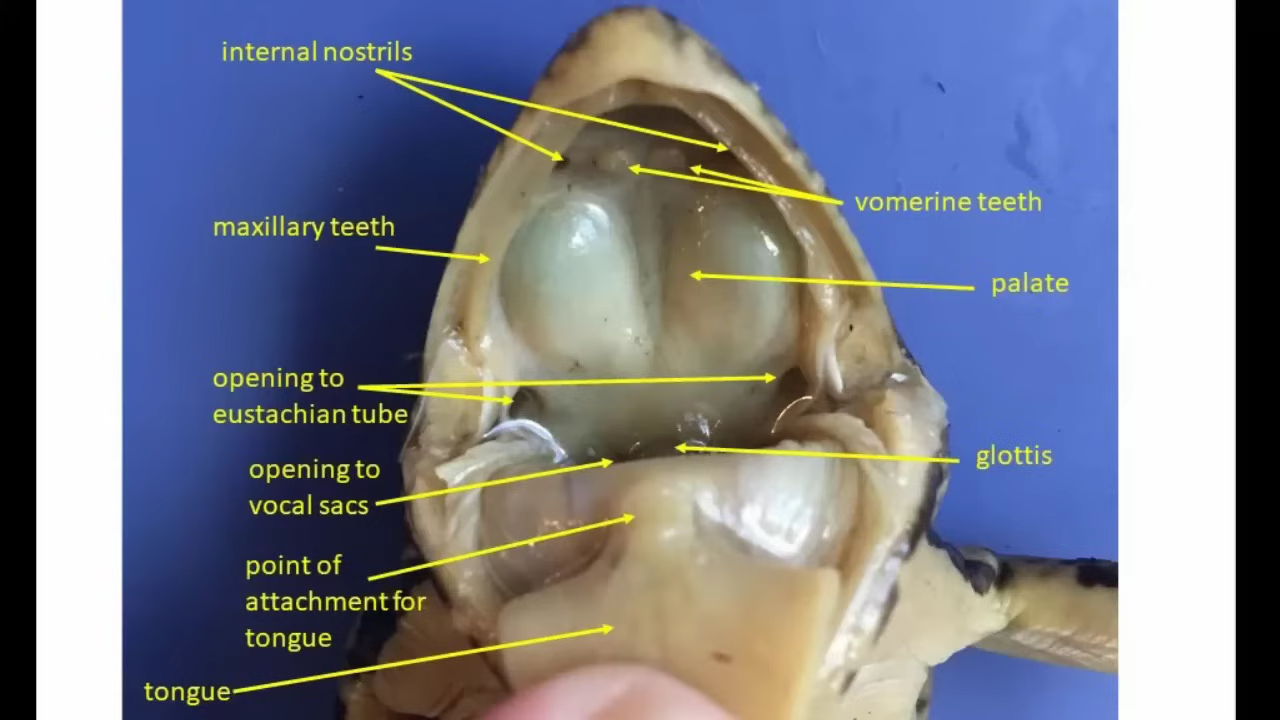 internal nostrils
vomerine teeth
maxillary teeth
palate
opening to
eustachian tube
glottis
opening to
vocal sacs
point of
attachment for
tongue
tongue